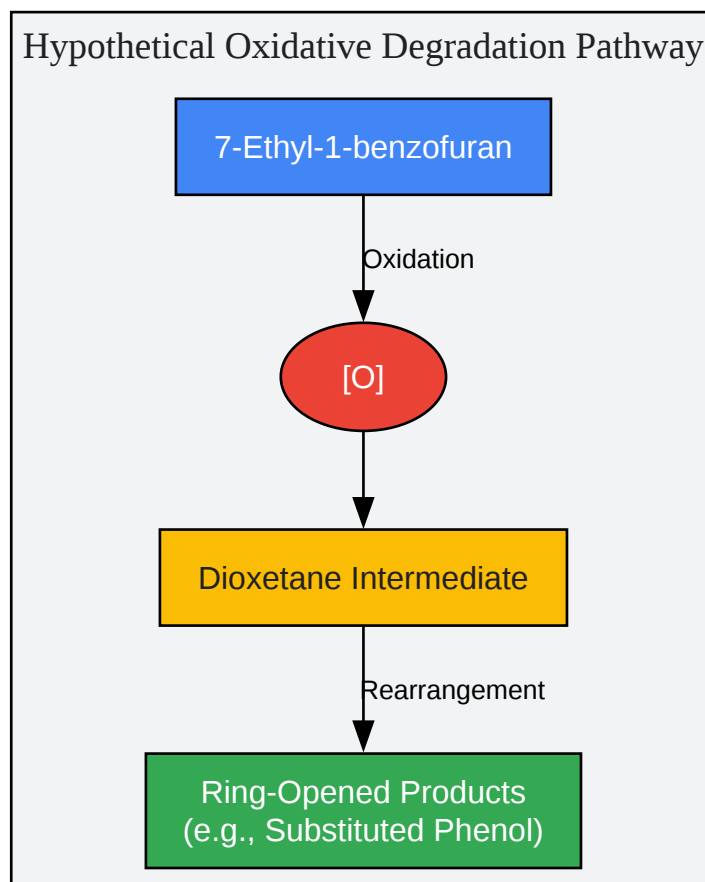 Hypothetical Oxidative Degradation Pathway
7-Ethyl-1-benzofuran
Oxidation
[O]
Dioxetane Intermediate
Rearrangement
Ring-Opened Products
(e.g., Substituted Phenol)